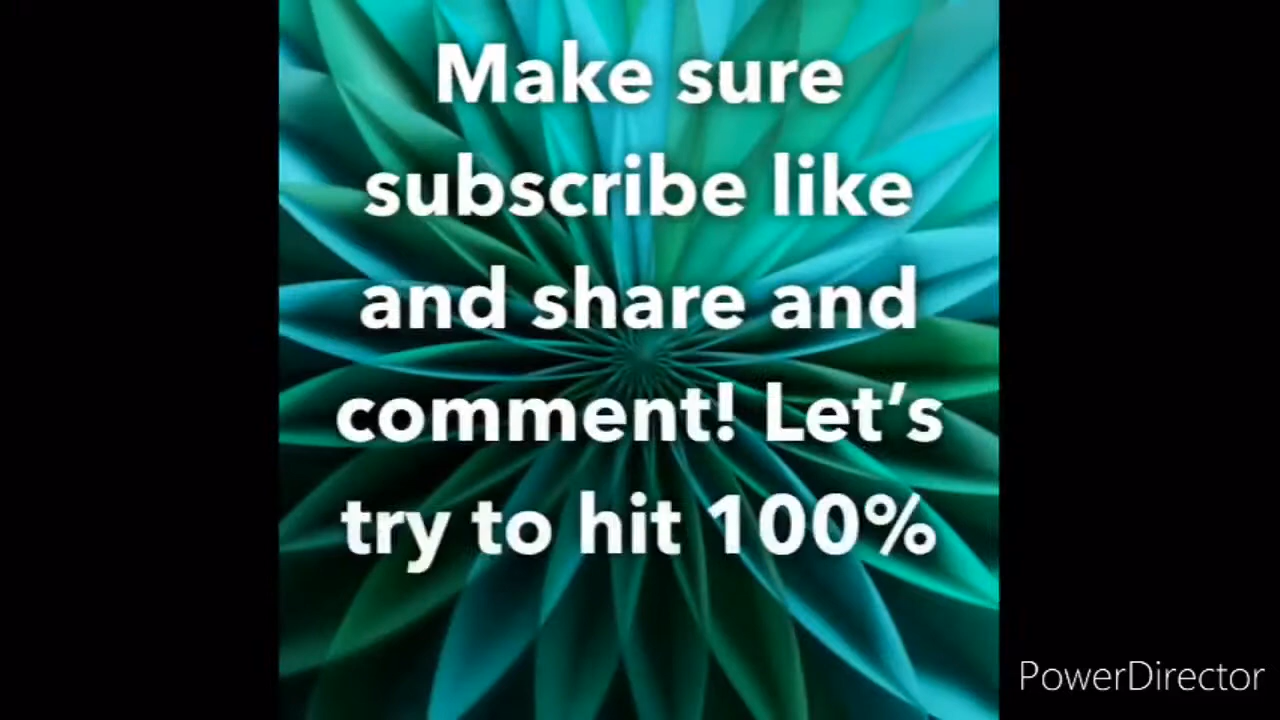 Make sure
subscribe like
and share and
comment! Let’s
try to hit 100%
PowerDirector